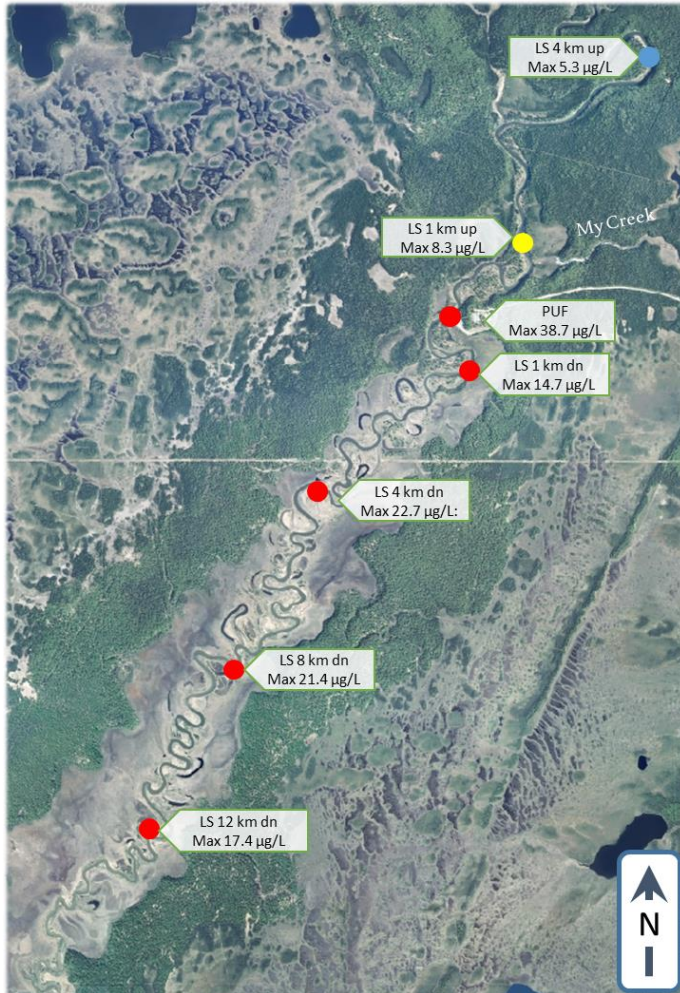 LS 4 km up
Max 5.3 µg/L
LS 1 km up
Max 8.3 µg/L
My Creek
PUF
Max 38.7 µg/L
LS 1 km dn
Max 14.7 µg/L
LS 4 km dn
Max 22.7 µg/L:
LS 8 km dn
Max 21.4 µg/L
LS 12 km dn
Max 17.4 µg/L
N